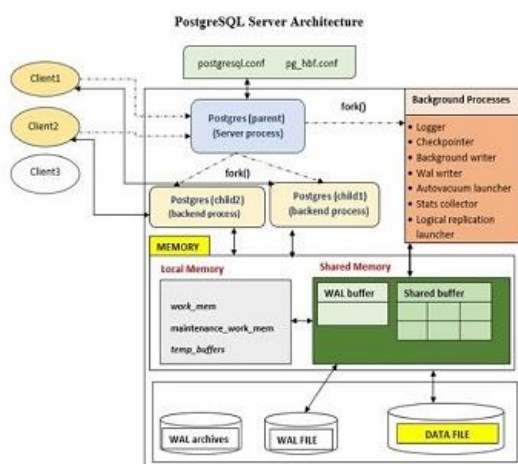 PostgreSQL Server Architecture
postgresql.conf pg_hbf.conf
Client1
Client2
Client3
Postgres (parent)
(Server process)
fork()
fork()
Background Processes
• Logger
• Checkpointer
• Background writer
• Wal writer
• Autovacuum launcher
• Stats collector
• Logical replication
launcher
Postgres (child2)
(backend process)
Postgres (child1)
(backend process)
MEMORY
Local Memory
work_mem
maintenance_work_mem
temp_buffers
Shared Memory
WAL buffer
Shared buffer
WAL archives
WAL FILE
DATA FILE